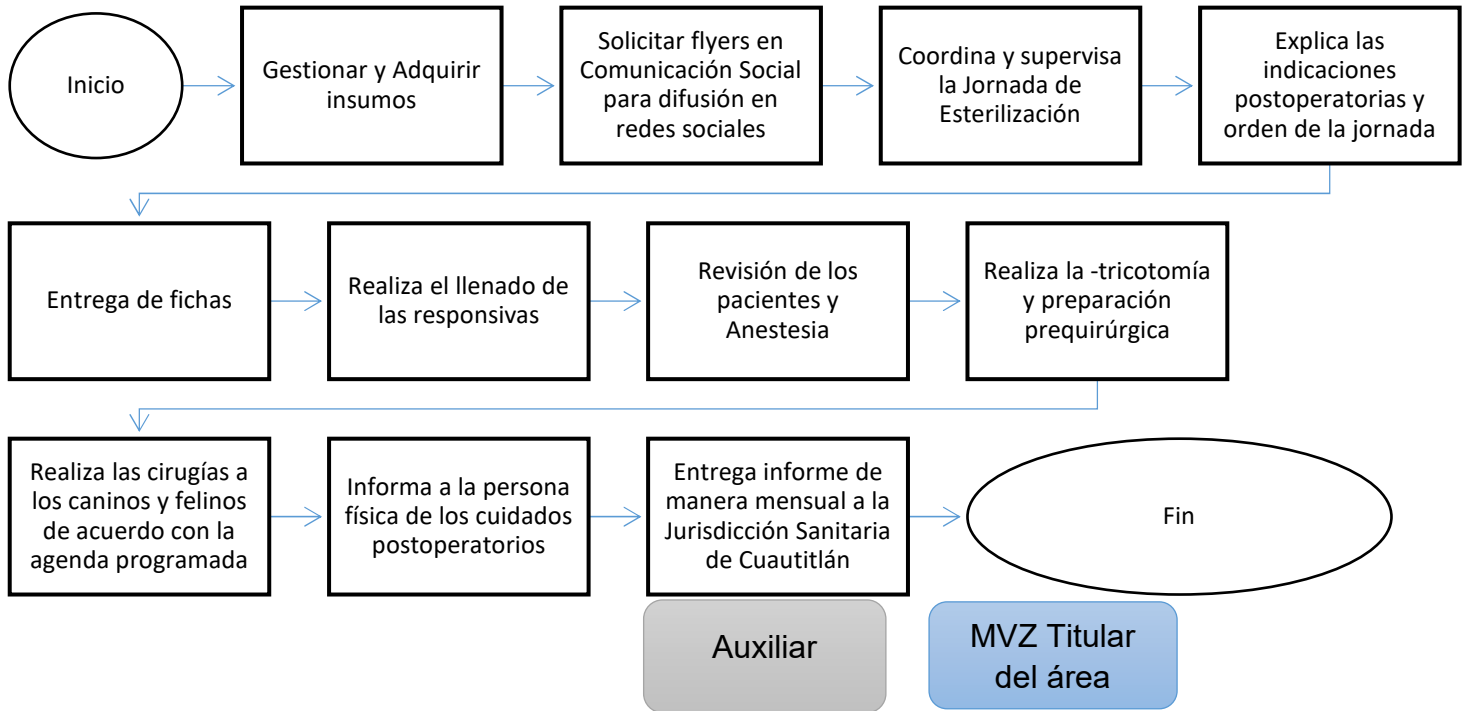 Inicio
Gestionar y Adquirir
insumos
Solicitar flyers en
Comunicación Social
para difusión en
redes sociales
Coordina y supervisa
la Jornada de
Esterilización
Explica las
indicaciones
postoperatorias y
orden de la jornada
Entrega de fichas
Realiza el llenado de
las responsivas
Revisión de los
pacientes y
Anestesia
Realiza la -tricotomía
y preparación
prequirúrgica
Realiza las cirugías a
los caninos y felinos
de acuerdo con la
agenda programada
Informa a la persona
física de los cuidados
postoperatorios
Entrega informe de
manera mensual a la
Jurisdicción Sanitaria
de Cuautitlán
Fin
Auxiliar
MVZ Titular
del área